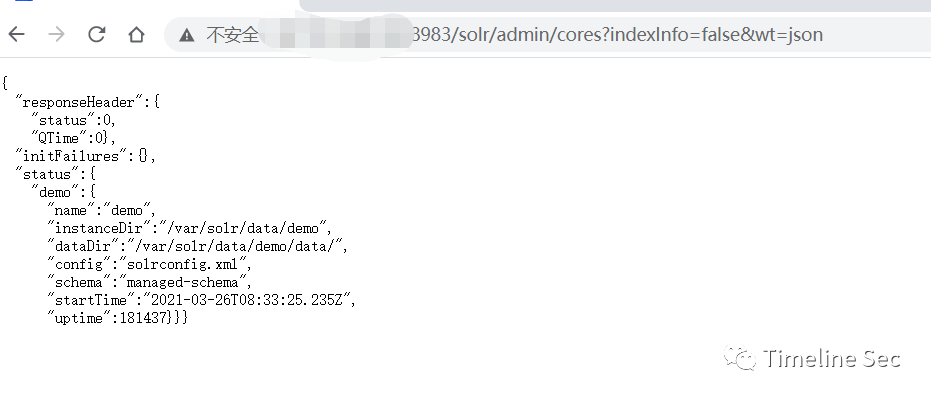 不安全
3983/solr/admin/cores?indexInfo=false&wt=json
{
"responseHeader":{
"status":0,
"QTime":0},
"initFailures":{},
"status":{
"demo":{
"name":"demo",
"instanceDir":"/var/solr/data/demo",
"dataDir":"/var/solr/data/demo/data/",
"config":"solrconfig.xml",
"schema":"managed-schema",
"startTime":"2021-03-26T08:33:25.235Z",
"uptime":181437}}}
Timeline Sec